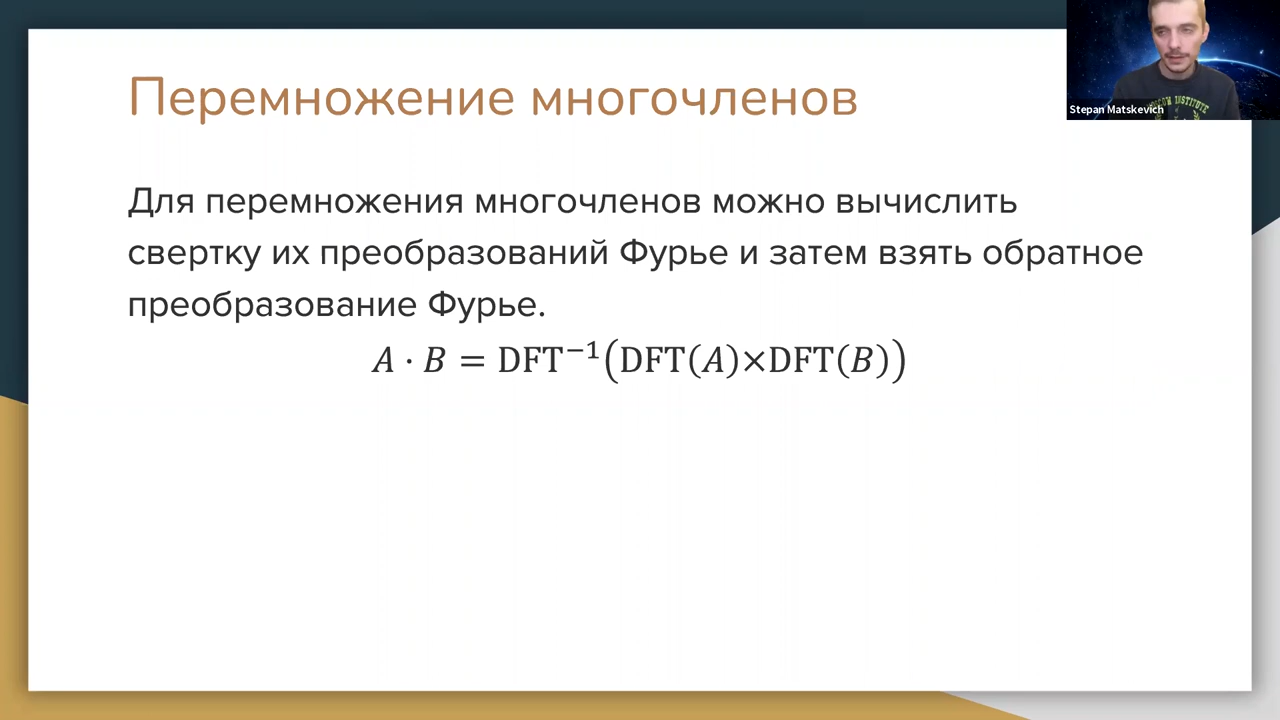 Перемножение многочленов
Stepan Matskevich
Для перемножения многочленов можно вычислить
свертку их преобразований Фурье и затем взять обратное
преобразование Фурье.
A · B = DFT⁻¹(DFT(A)×DFT(B))
INSTITUTE